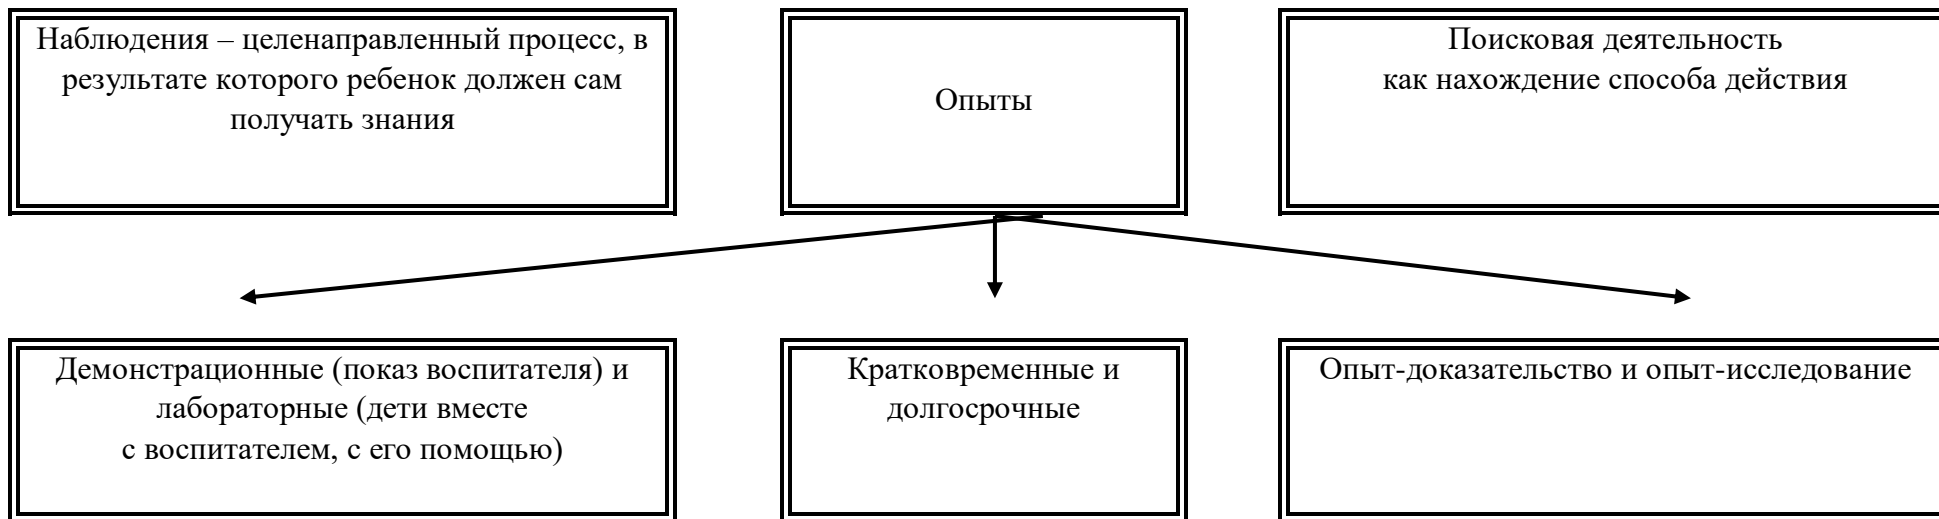 Наблюдения – целенаправленный процесс, в
результате которого ребенок должен сам
получать знания
Опыты
Поисковая деятельность
как нахождение способа действия
Демонстрационные (показ воспитателя) и
лабораторные (дети вместе
с воспитателем, с его помощью)
Кратковременные и
долгосрочные
Опыт-доказательство и опыт-исследование